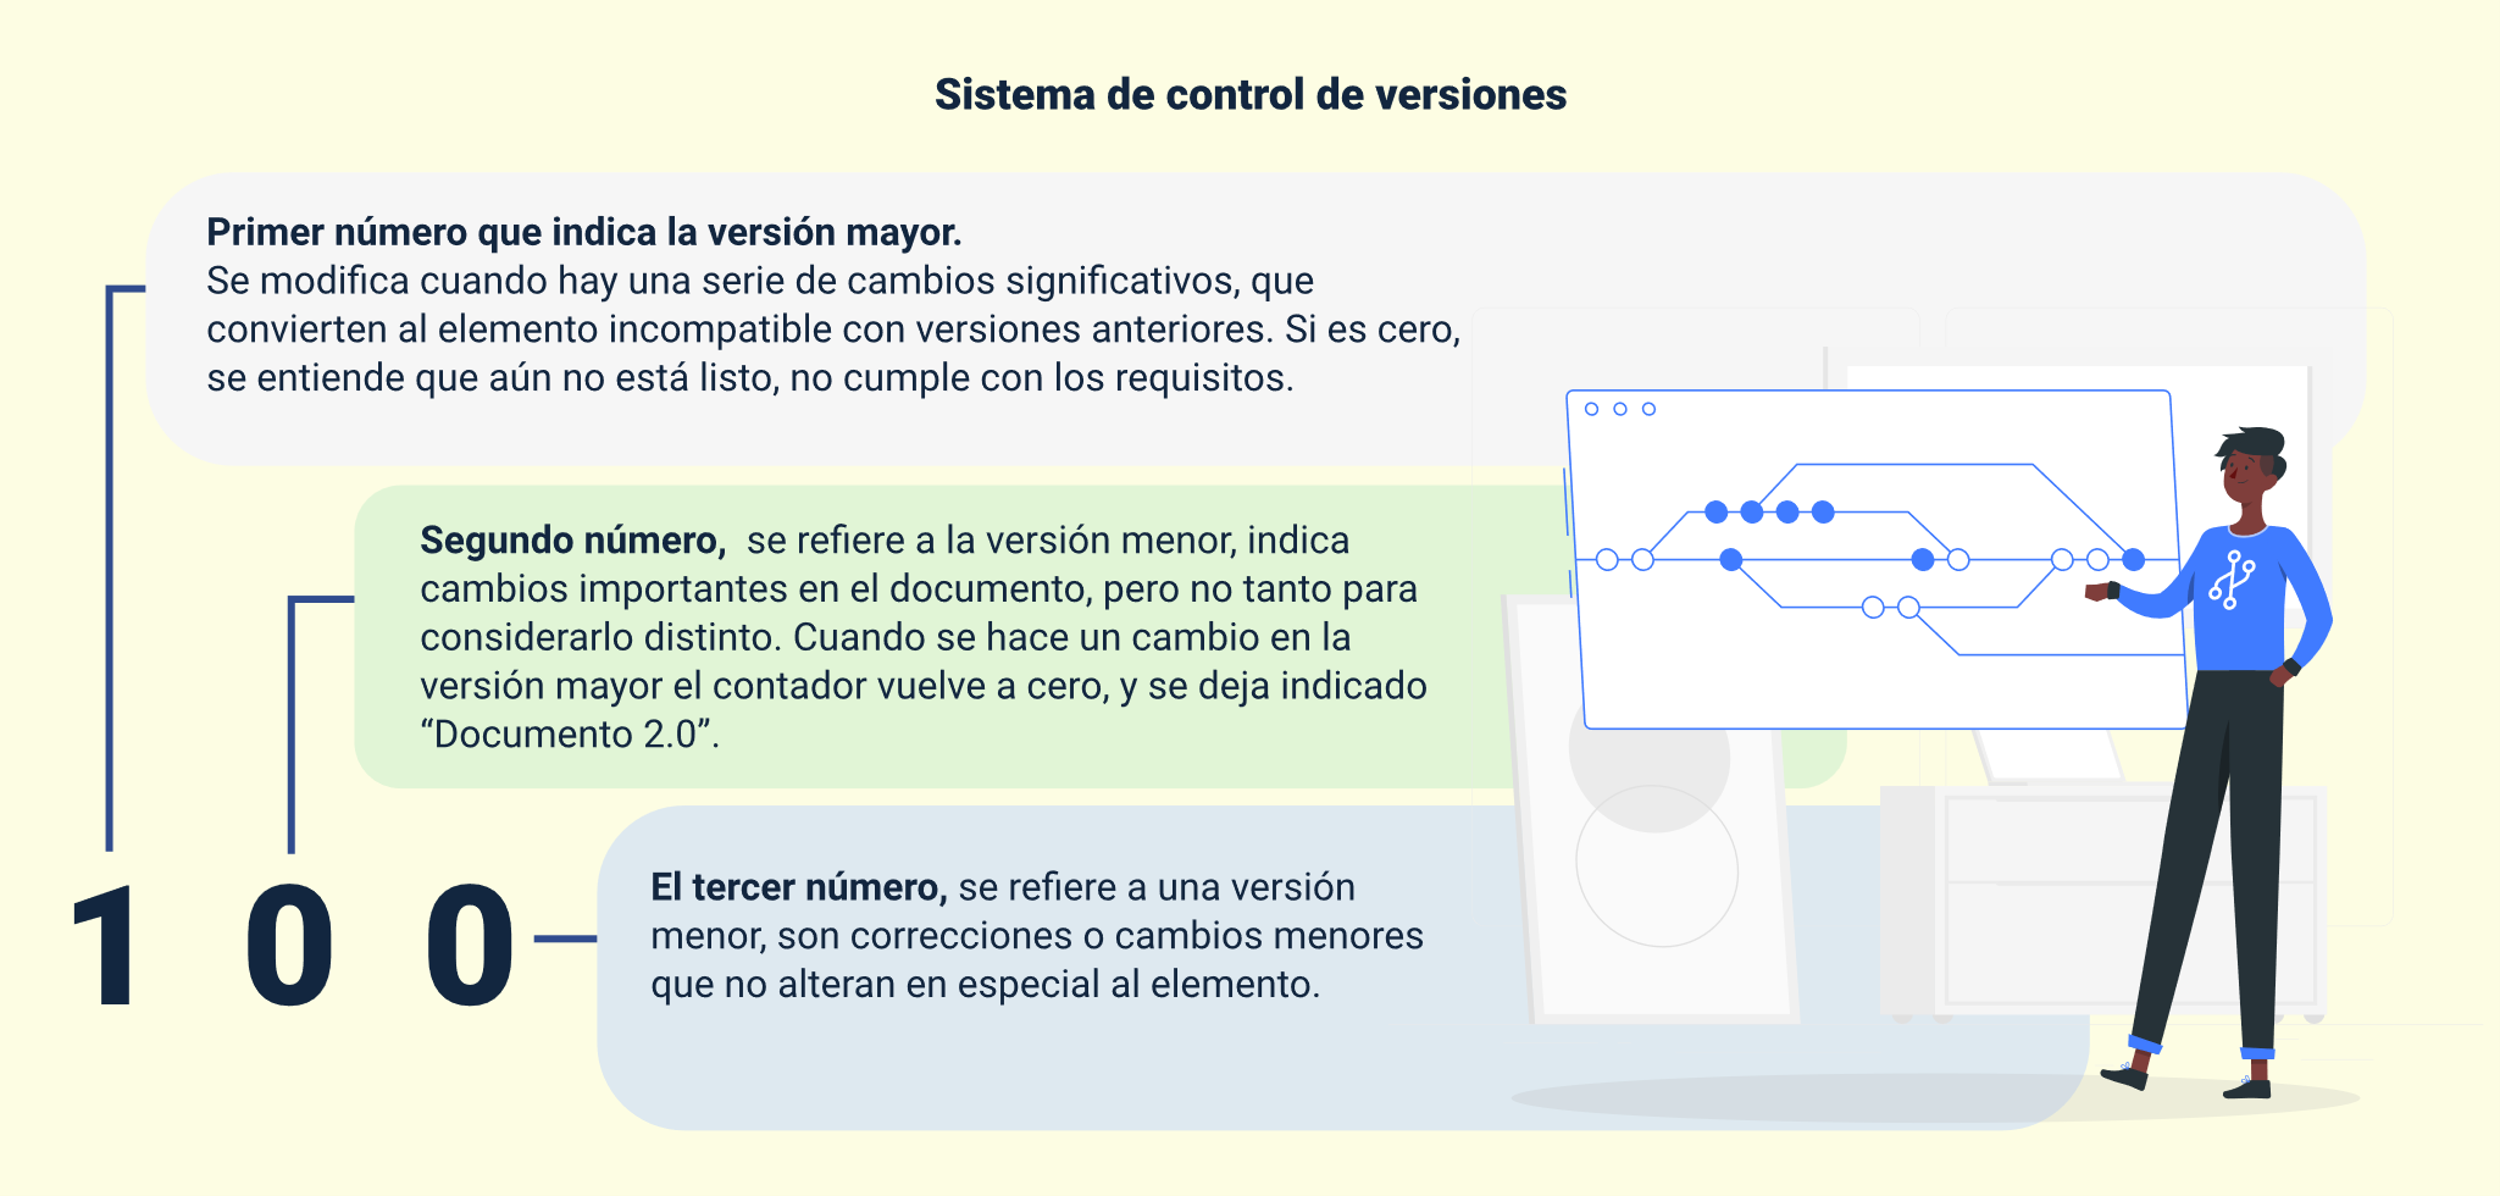 Sistema de control de versiones
Primer número que indica la versión mayor.
Se modifica cuando hay una serie de cambios significativos, que
convierten al elemento incompatible con versiones anteriores. Si es cero,
se entiende que aún no está listo, no cumple con los requisitos.
Segundo número,  se refiere a la versión menor, indica
cambios importantes en el documento, pero no tanto para
considerarlo distinto. Cuando se hace un cambio en la
versión mayor el contador vuelve a cero, y se deja indicado
“Documento 2.0”.
El tercer número, se refiere a una versión
menor, son correcciones o cambios menores
que no alteran en especial al elemento.
1 0 0